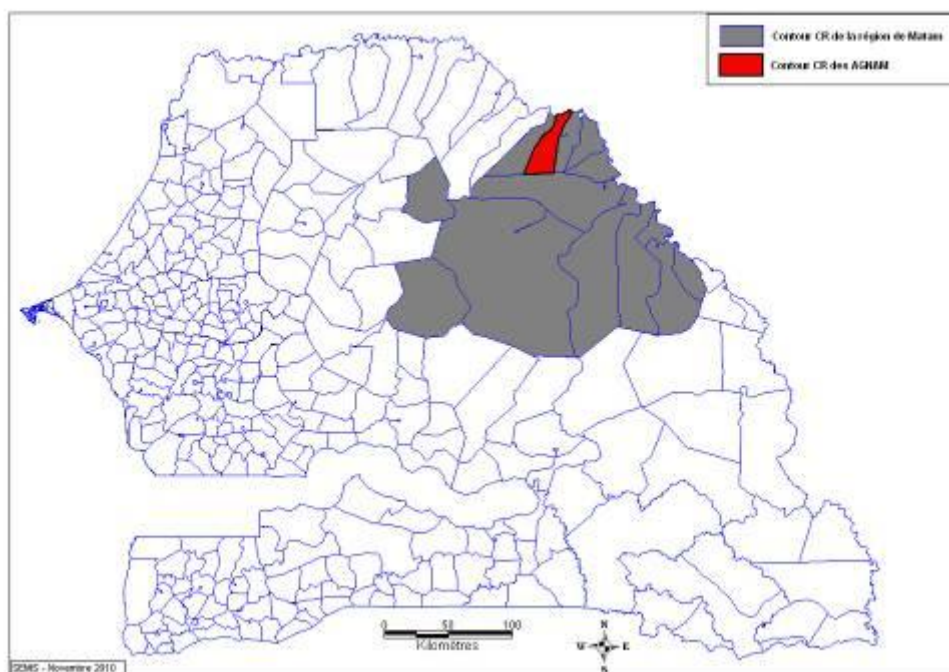 Contour CR de la région de Matam
Contour CR des AGNAM
0 50 100
Kilomètres
N
W E
S
SEMIS - Novembre 2010